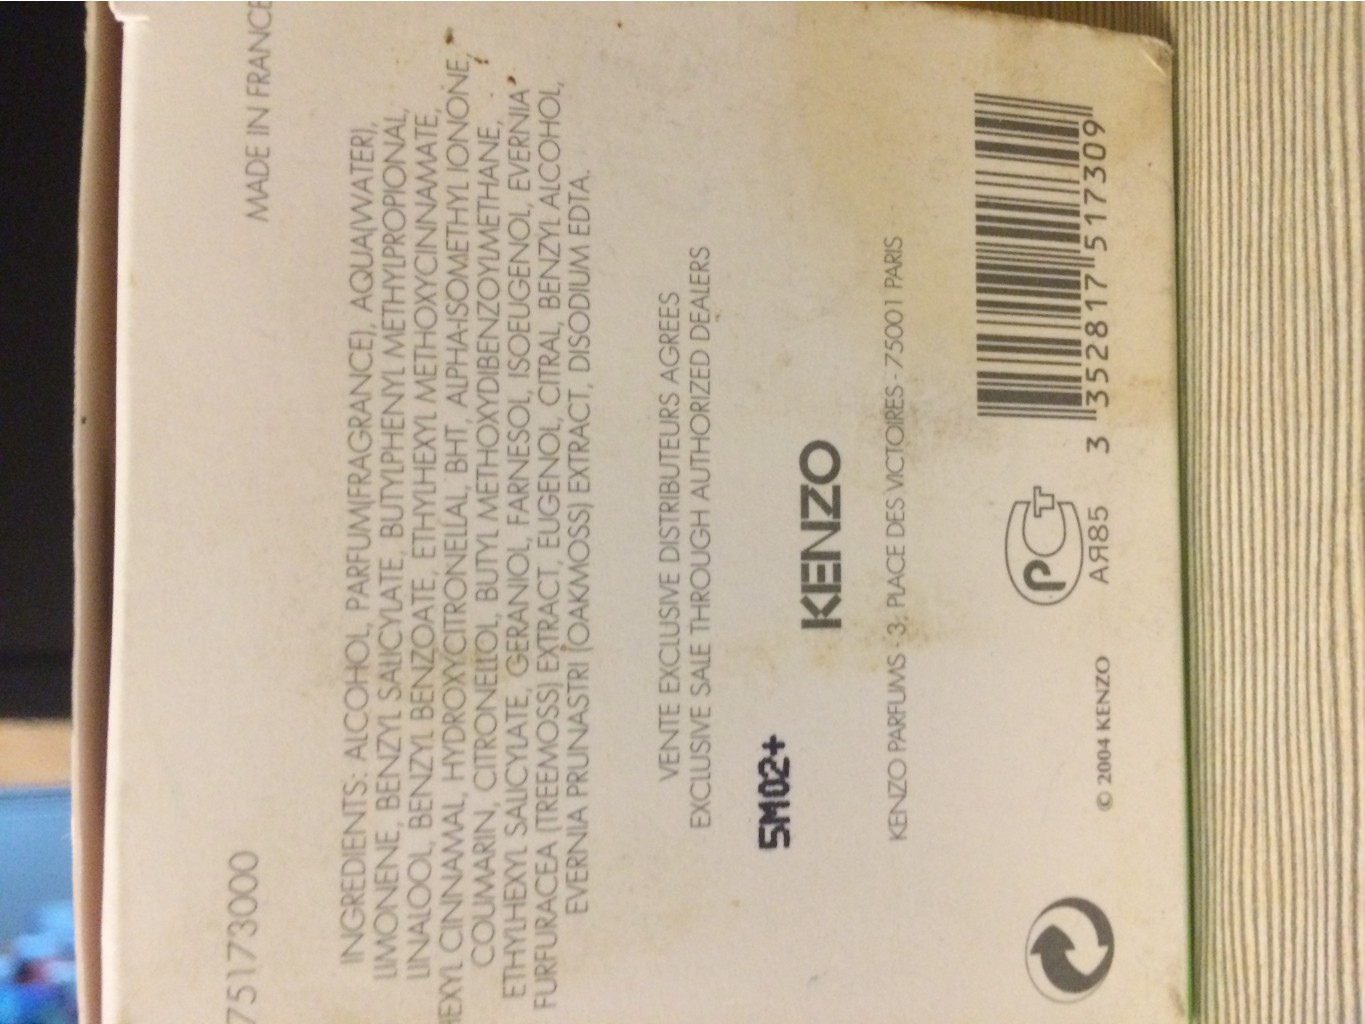 75173000
MADE IN FRANCE
INGREDIENTS: ALCOHOL, PARFUM(FRAGRANCE), AQUA(WATER),
LIMONENE, BENZYL SALICYLATE, BUTYLPHENYL METHYLPROPIONAL,
LINALOOL, BENZYL BENZOATE, ETHYLHEXYL METHOXYCINNAMATE,
HEXYL CINNAMAL, HYDROXYCITRONELLAL, BHT, ALPHA-ISOMETHYL IONONE,
COUMARIN, CITRONELLOL, BUTYL METHOXYDIBENZOYLMETHANE,
ETHYLHEXYL SALICYLATE, GERANIOL, FARNESOL, ISOEUGENOL, EVERNIA
FURFURACEA (TREEMOSS) EXTRACT, EUGENOL, CITRAL, BENZYL ALCOHOL,
EVERNIA PRUNASTRI (OAKMOSS) EXTRACT, DISODIUM EDTA.
VENTE EXCLUSIVE DISTRIBUTEURS AGREES
EXCLUSIVE SALE THROUGH AUTHORIZED DEALERS
5M02+
KENZO
KENZO PARFUMS - 3, PLACE DES VICTOIRES - 75001 PARIS
© 2004 KENZO
РСТ
АЯ85
3 352817 517309